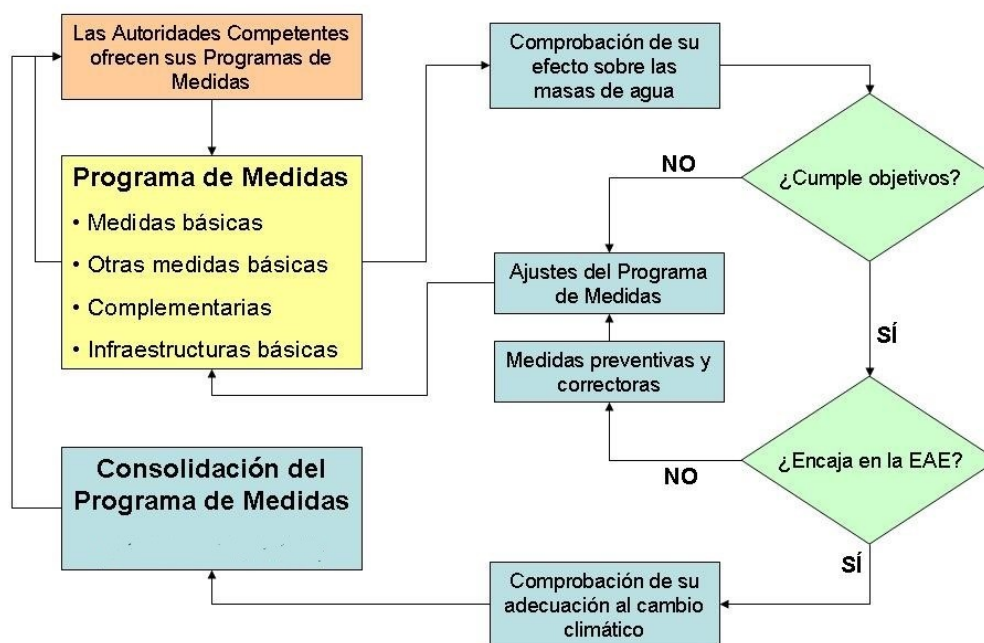 Las Autoridades Competentes
ofrecen sus Programas de
Medidas
Comprobación de su
efecto sobre las
masas de agua
Programa de Medidas
• Medidas básicas
• Otras medidas básicas
• Complementarias
• Infraestructuras básicas
NO
¿Cumple objetivos?
Ajustes del Programa
de Medidas
SÍ
Medidas preventivas y
correctoras
NO
¿Encaja en la EAE?
Consolidación del
Programa de Medidas
SÍ
Comprobación de su
adecuación al cambio
climático